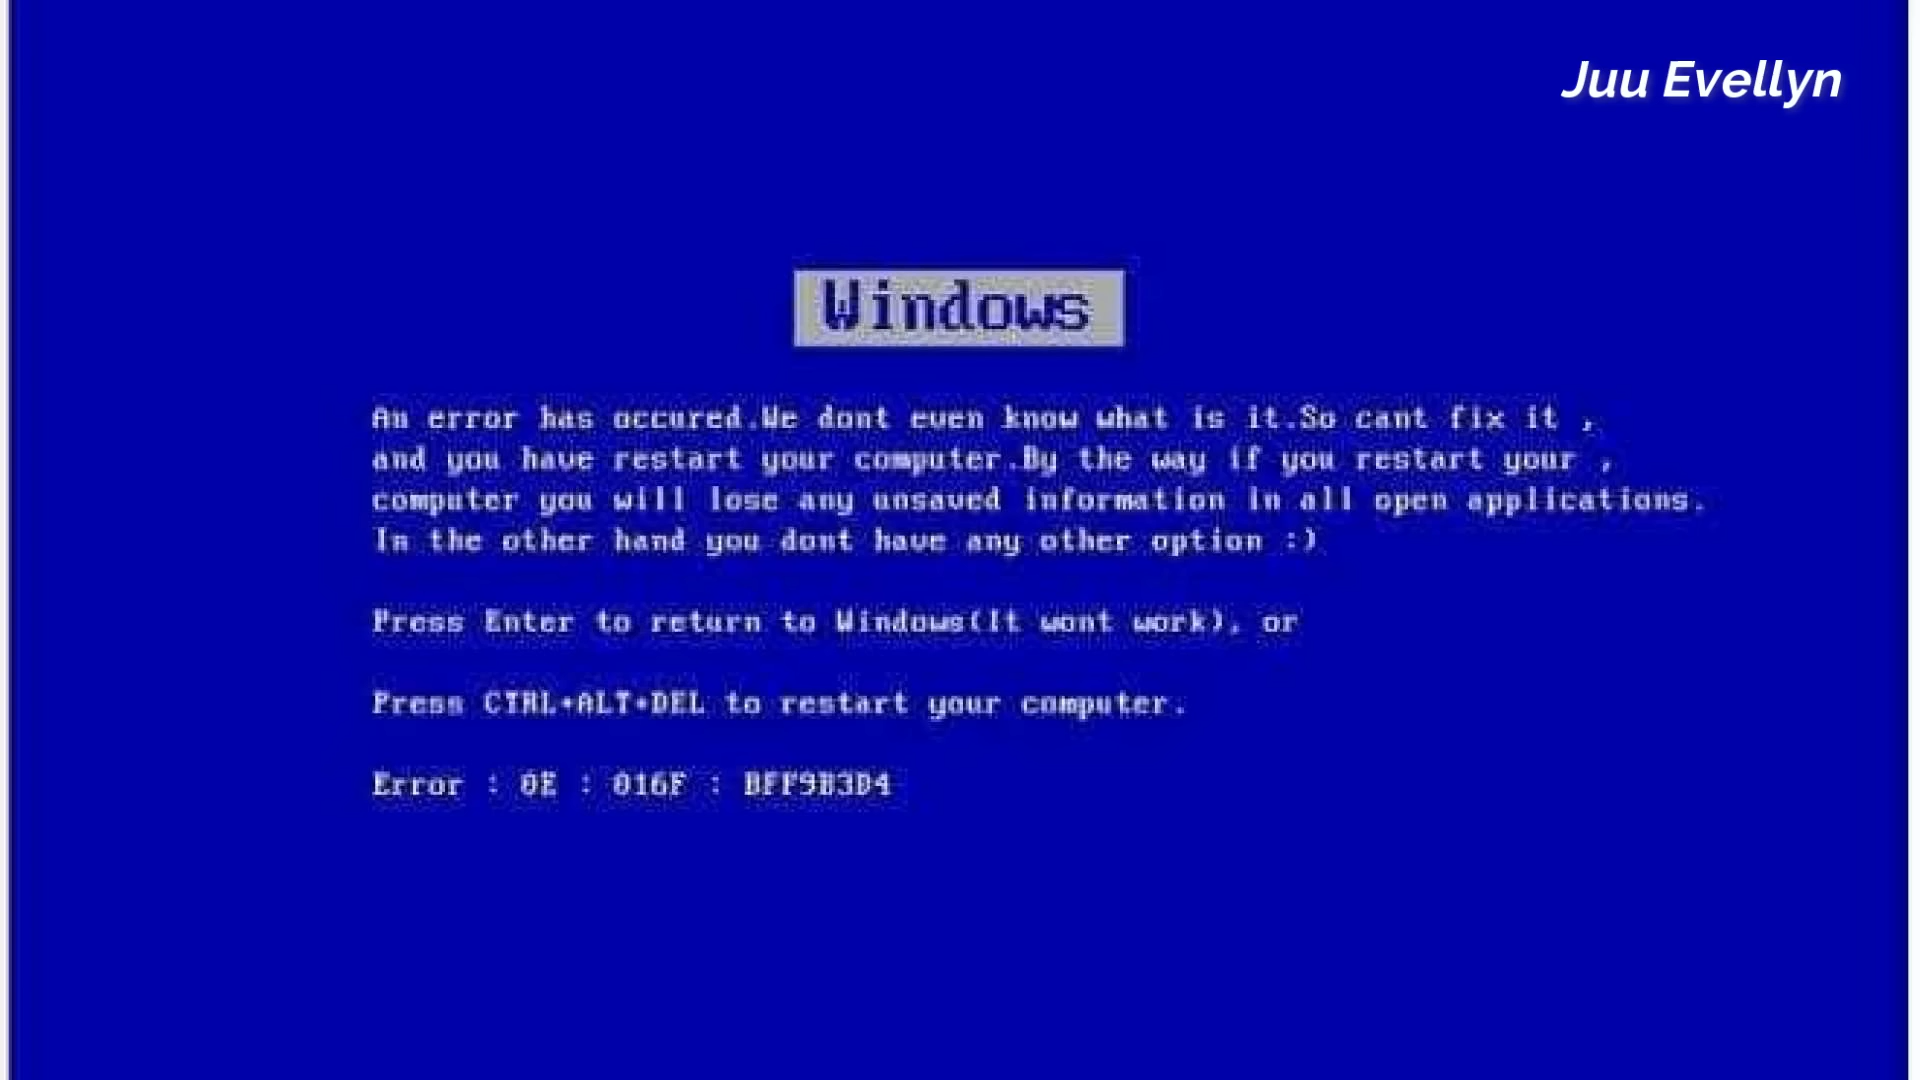 Juu Evellyn
Windows
An error has occured.We dont even know what is it.So cant fix it ,
and you have restart your computer.By the way if you restart your ,
computer you will lose any unsaved information in all open applications.
In the other hand you dont have any other option :)
Press Enter to return to Windows(It wont work), or
Press CTRL+ALT+DEL to restart your computer.
Error : 0E : 016F : BFF9B3D4